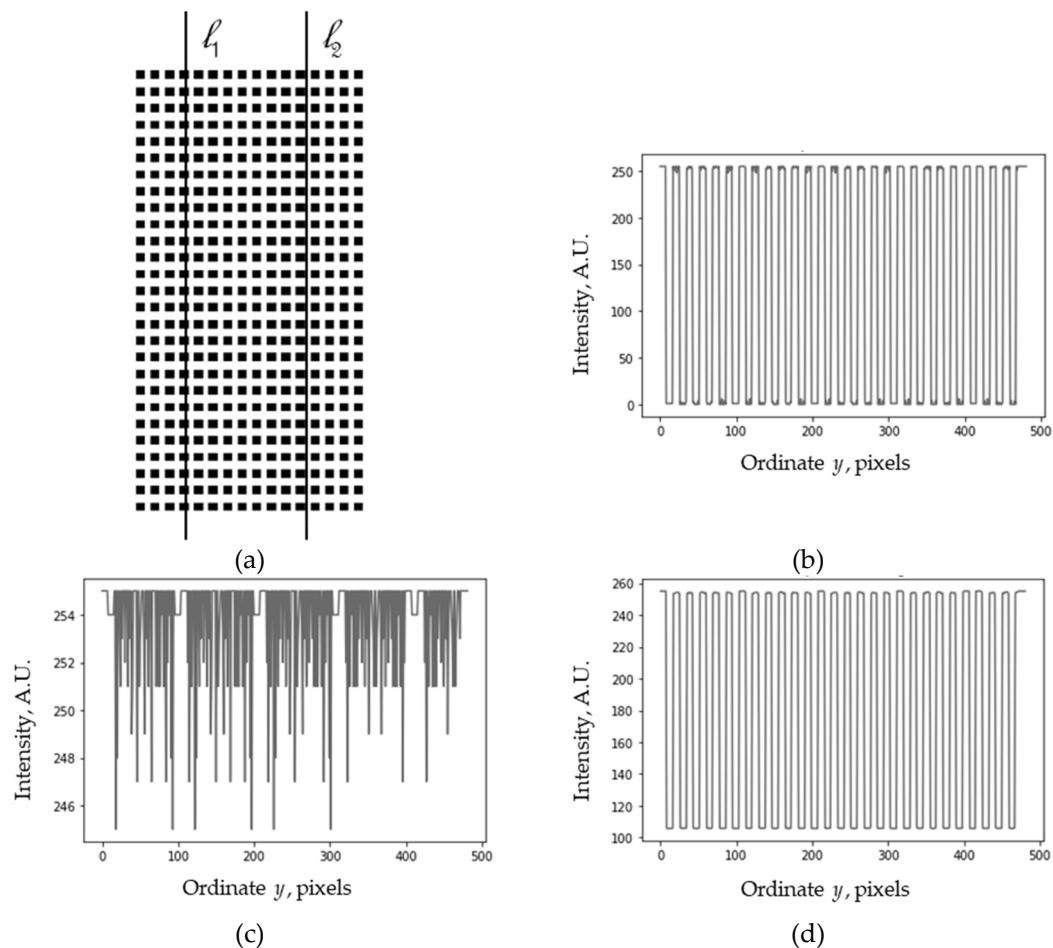 ℓ1 ℓ2
(a)
250
200
150
100
50
0
0 100 200 300 400 500
Intensity, A.U.
Ordinate y, pixels
(b)
254
252
250
248
246
0 100 200 300 400 500
Intensity, A.U.
Ordinate y, pixels
(c)
260
240
220
200
180
160
140
120
100
0 100 200 300 400 500
Intensity, A.U.
Ordinate y, pixels
(d)